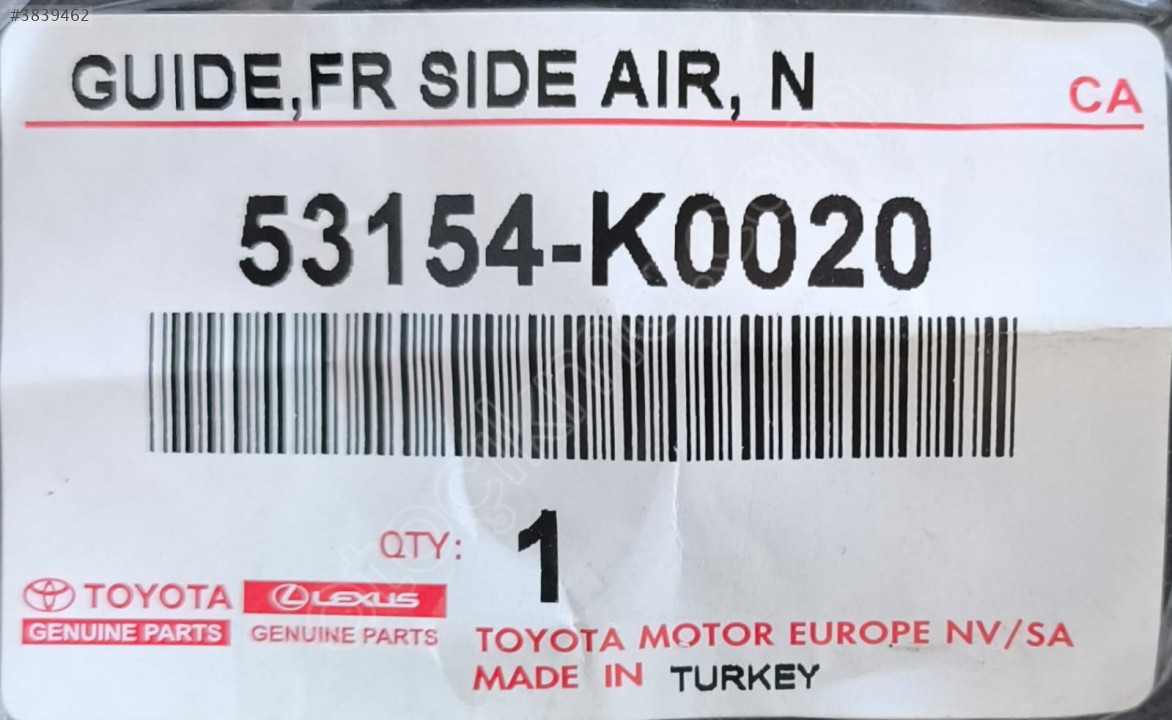 #3839462
GUIDE,FR SIDE AIR, N
CA
53154-K0020
QTY: 1
TOYOTA
GENUINE PARTS
LEXUS
GENUINE PARTS
TOYOTA MOTOR EUROPE NV/SA
MADE IN TURKEY